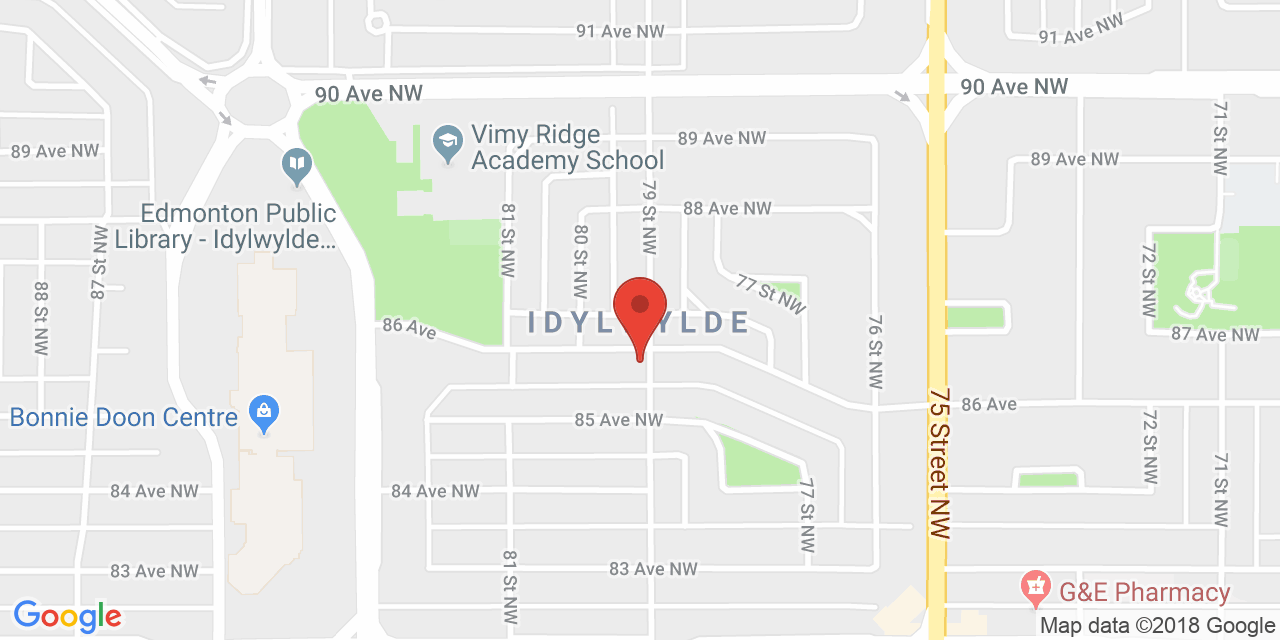 91 Ave NW
91 Ave NW
90 Ave NW
90 Ave NW
89 Ave NW
Vimy Ridge
Academy School
89 Ave NW
89 Ave NW
71 St NW
Edmonton Public
Library - Idylwylde...
79 St NW
88 Ave NW
81 St NW
80 St NW
87 St NW
88 St NW
77 St NW
72 St NW
87 Ave NW
86 Ave
IDYL
YLDE
76 St NW
86 Ave
Bonnie Doon Centre
85 Ave NW
75 Street NW
72 St NW
71 St NW
84 Ave NW
84 Ave NW
77 St NW
83 Ave NW
83 Ave NW
81 St NW
G&E Pharmacy
Google
Map data ©2018 Google